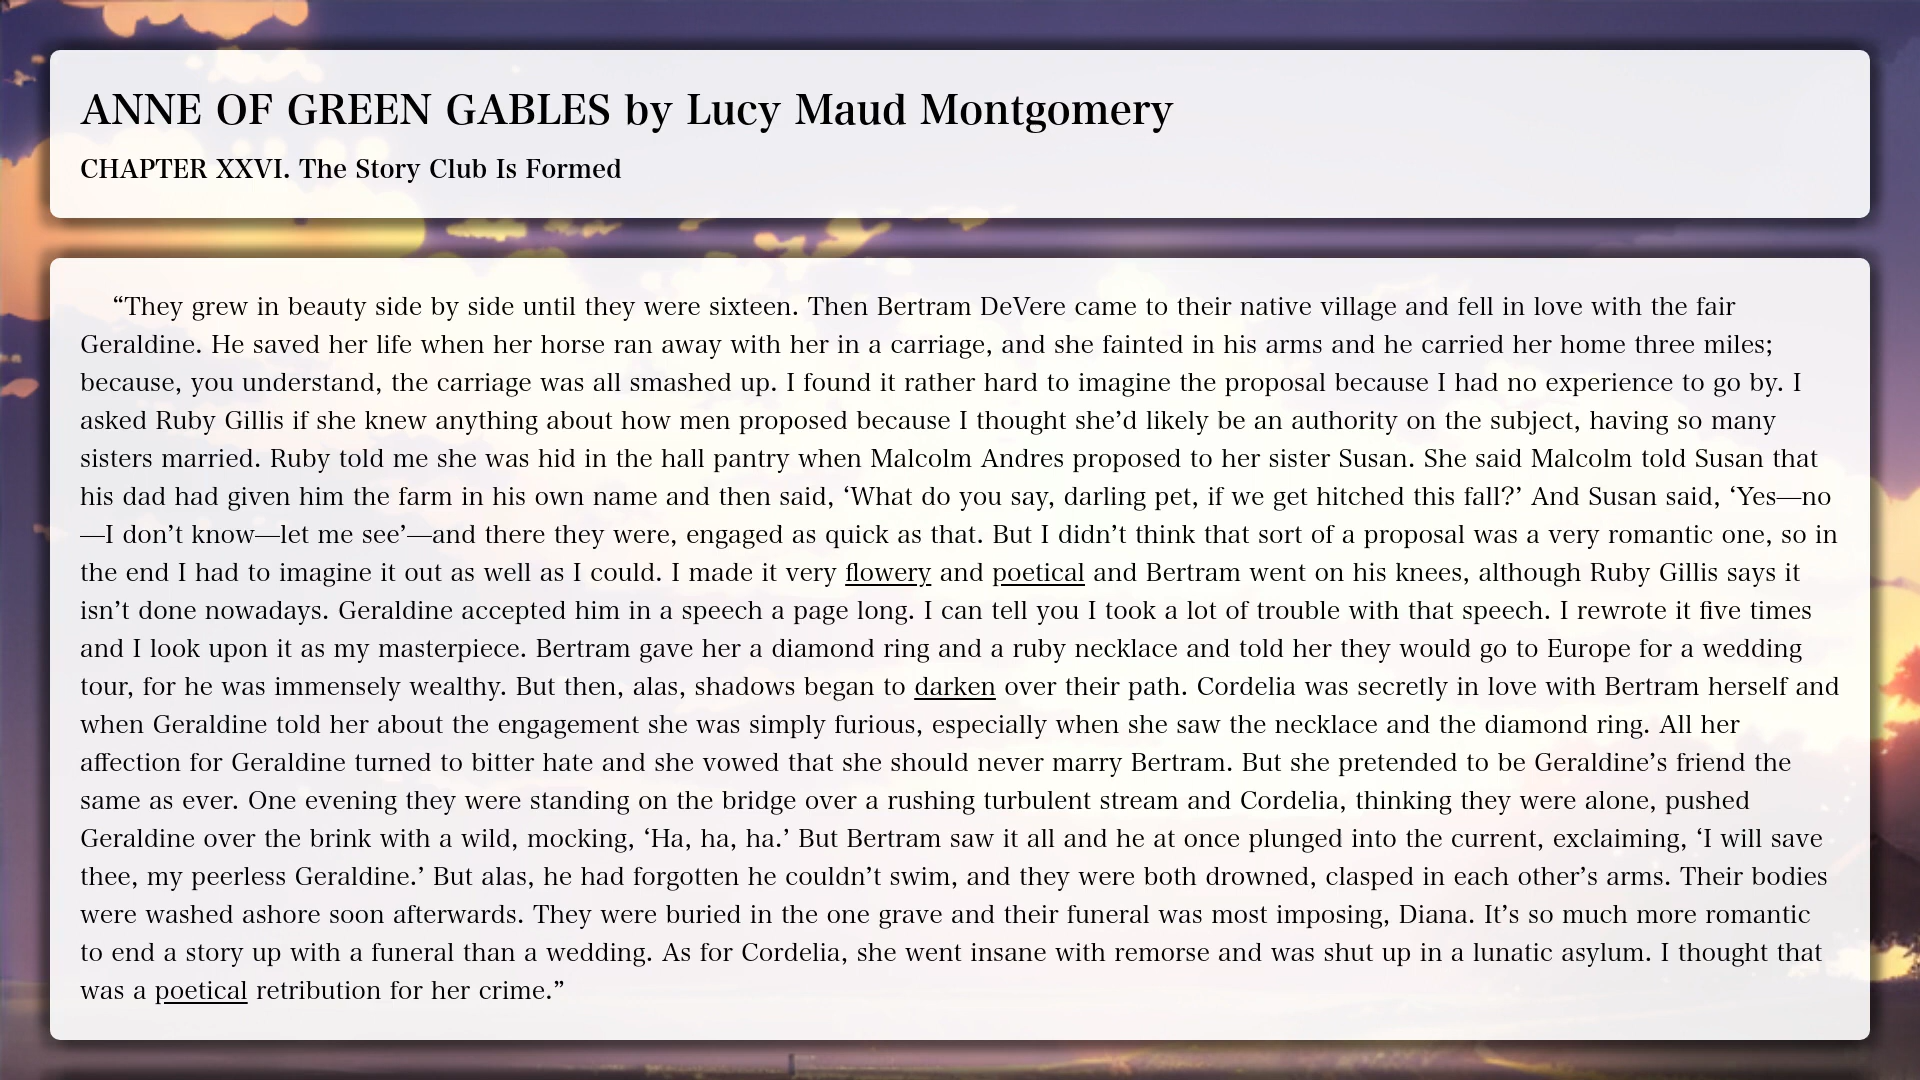 ANNE OF GREEN GABLES by Lucy Maud Montgomery
CHAPTER XXVI. The Story Club Is Formed
“They grew in beauty side by side until they were sixteen. Then Bertram DeVere came to their native village and fell in love with the fair
Geraldine. He saved her life when her horse ran away with her in a carriage, and she fainted in his arms and he carried her home three miles;
because, you understand, the carriage was all smashed up. I found it rather hard to imagine the proposal because I had no experience to go by. I
asked Ruby Gillis if she knew anything about how men proposed because I thought she’d likely be an authority on the subject, having so many
sisters married. Ruby told me she was hid in the hall pantry when Malcolm Andres proposed to her sister Susan. She said Malcolm told Susan that
his dad had given him the farm in his own name and then said, ‘What do you say, darling pet, if we get hitched this fall?’ And Susan said, ‘Yes—no
—I don’t know—let me see’—and there they were, engaged as quick as that. But I didn’t think that sort of a proposal was a very romantic one, so in
the end I had to imagine it out as well as I could. I made it very flowery and poetical and Bertram went on his knees, although Ruby Gillis says it
isn’t done nowadays. Geraldine accepted him in a speech a page long. I can tell you I took a lot of trouble with that speech. I rewrote it five times
and I look upon it as my masterpiece. Bertram gave her a diamond ring and a ruby necklace and told her they would go to Europe for a wedding
tour, for he was immensely wealthy. But then, alas, shadows began to darken over their path. Cordelia was secretly in love with Bertram herself and
when Geraldine told her about the engagement she was simply furious, especially when she saw the necklace and the diamond ring. All her
affection for Geraldine turned to bitter hate and she vowed that she should never marry Bertram. But she pretended to be Geraldine’s friend the
same as ever. One evening they were standing on the bridge over a rushing turbulent stream and Cordelia, thinking they were alone, pushed
Geraldine over the brink with a wild, mocking, ‘Ha, ha, ha.’ But Bertram saw it all and he at once plunged into the current, exclaiming, ‘I will save
thee, my peerless Geraldine.’ But alas, he had forgotten he couldn’t swim, and they were both drowned, clasped in each other’s arms. Their bodies
were washed ashore soon afterwards. They were buried in the one grave and their funeral was most imposing, Diana. It’s so much more romantic
to end a story up with a funeral than a wedding. As for Cordelia, she went insane with remorse and was shut up in a lunatic asylum. I thought that
was a poetical retribution for her crime.”